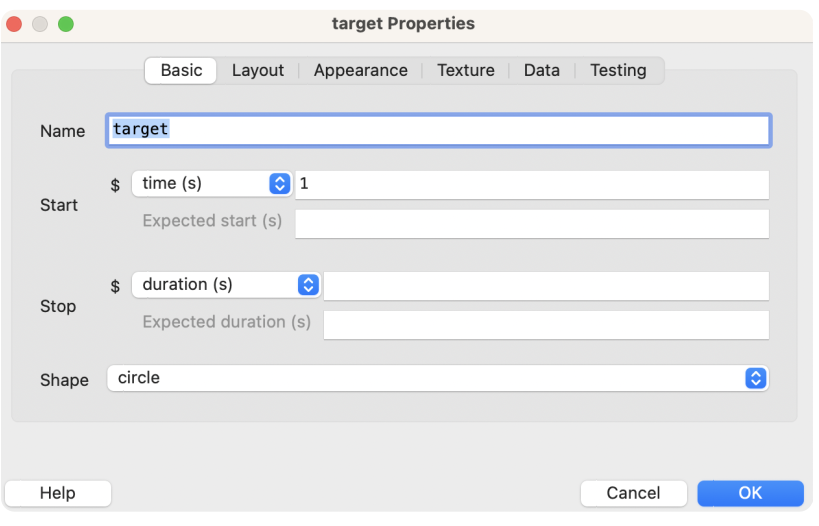 target Properties
Basic Layout Appearance Texture Data Testing
Name target
Start $ time (s) 1
Expected start (s)
Stop $ duration (s)
Expected duration (s)
Shape circle
Help Cancel OK